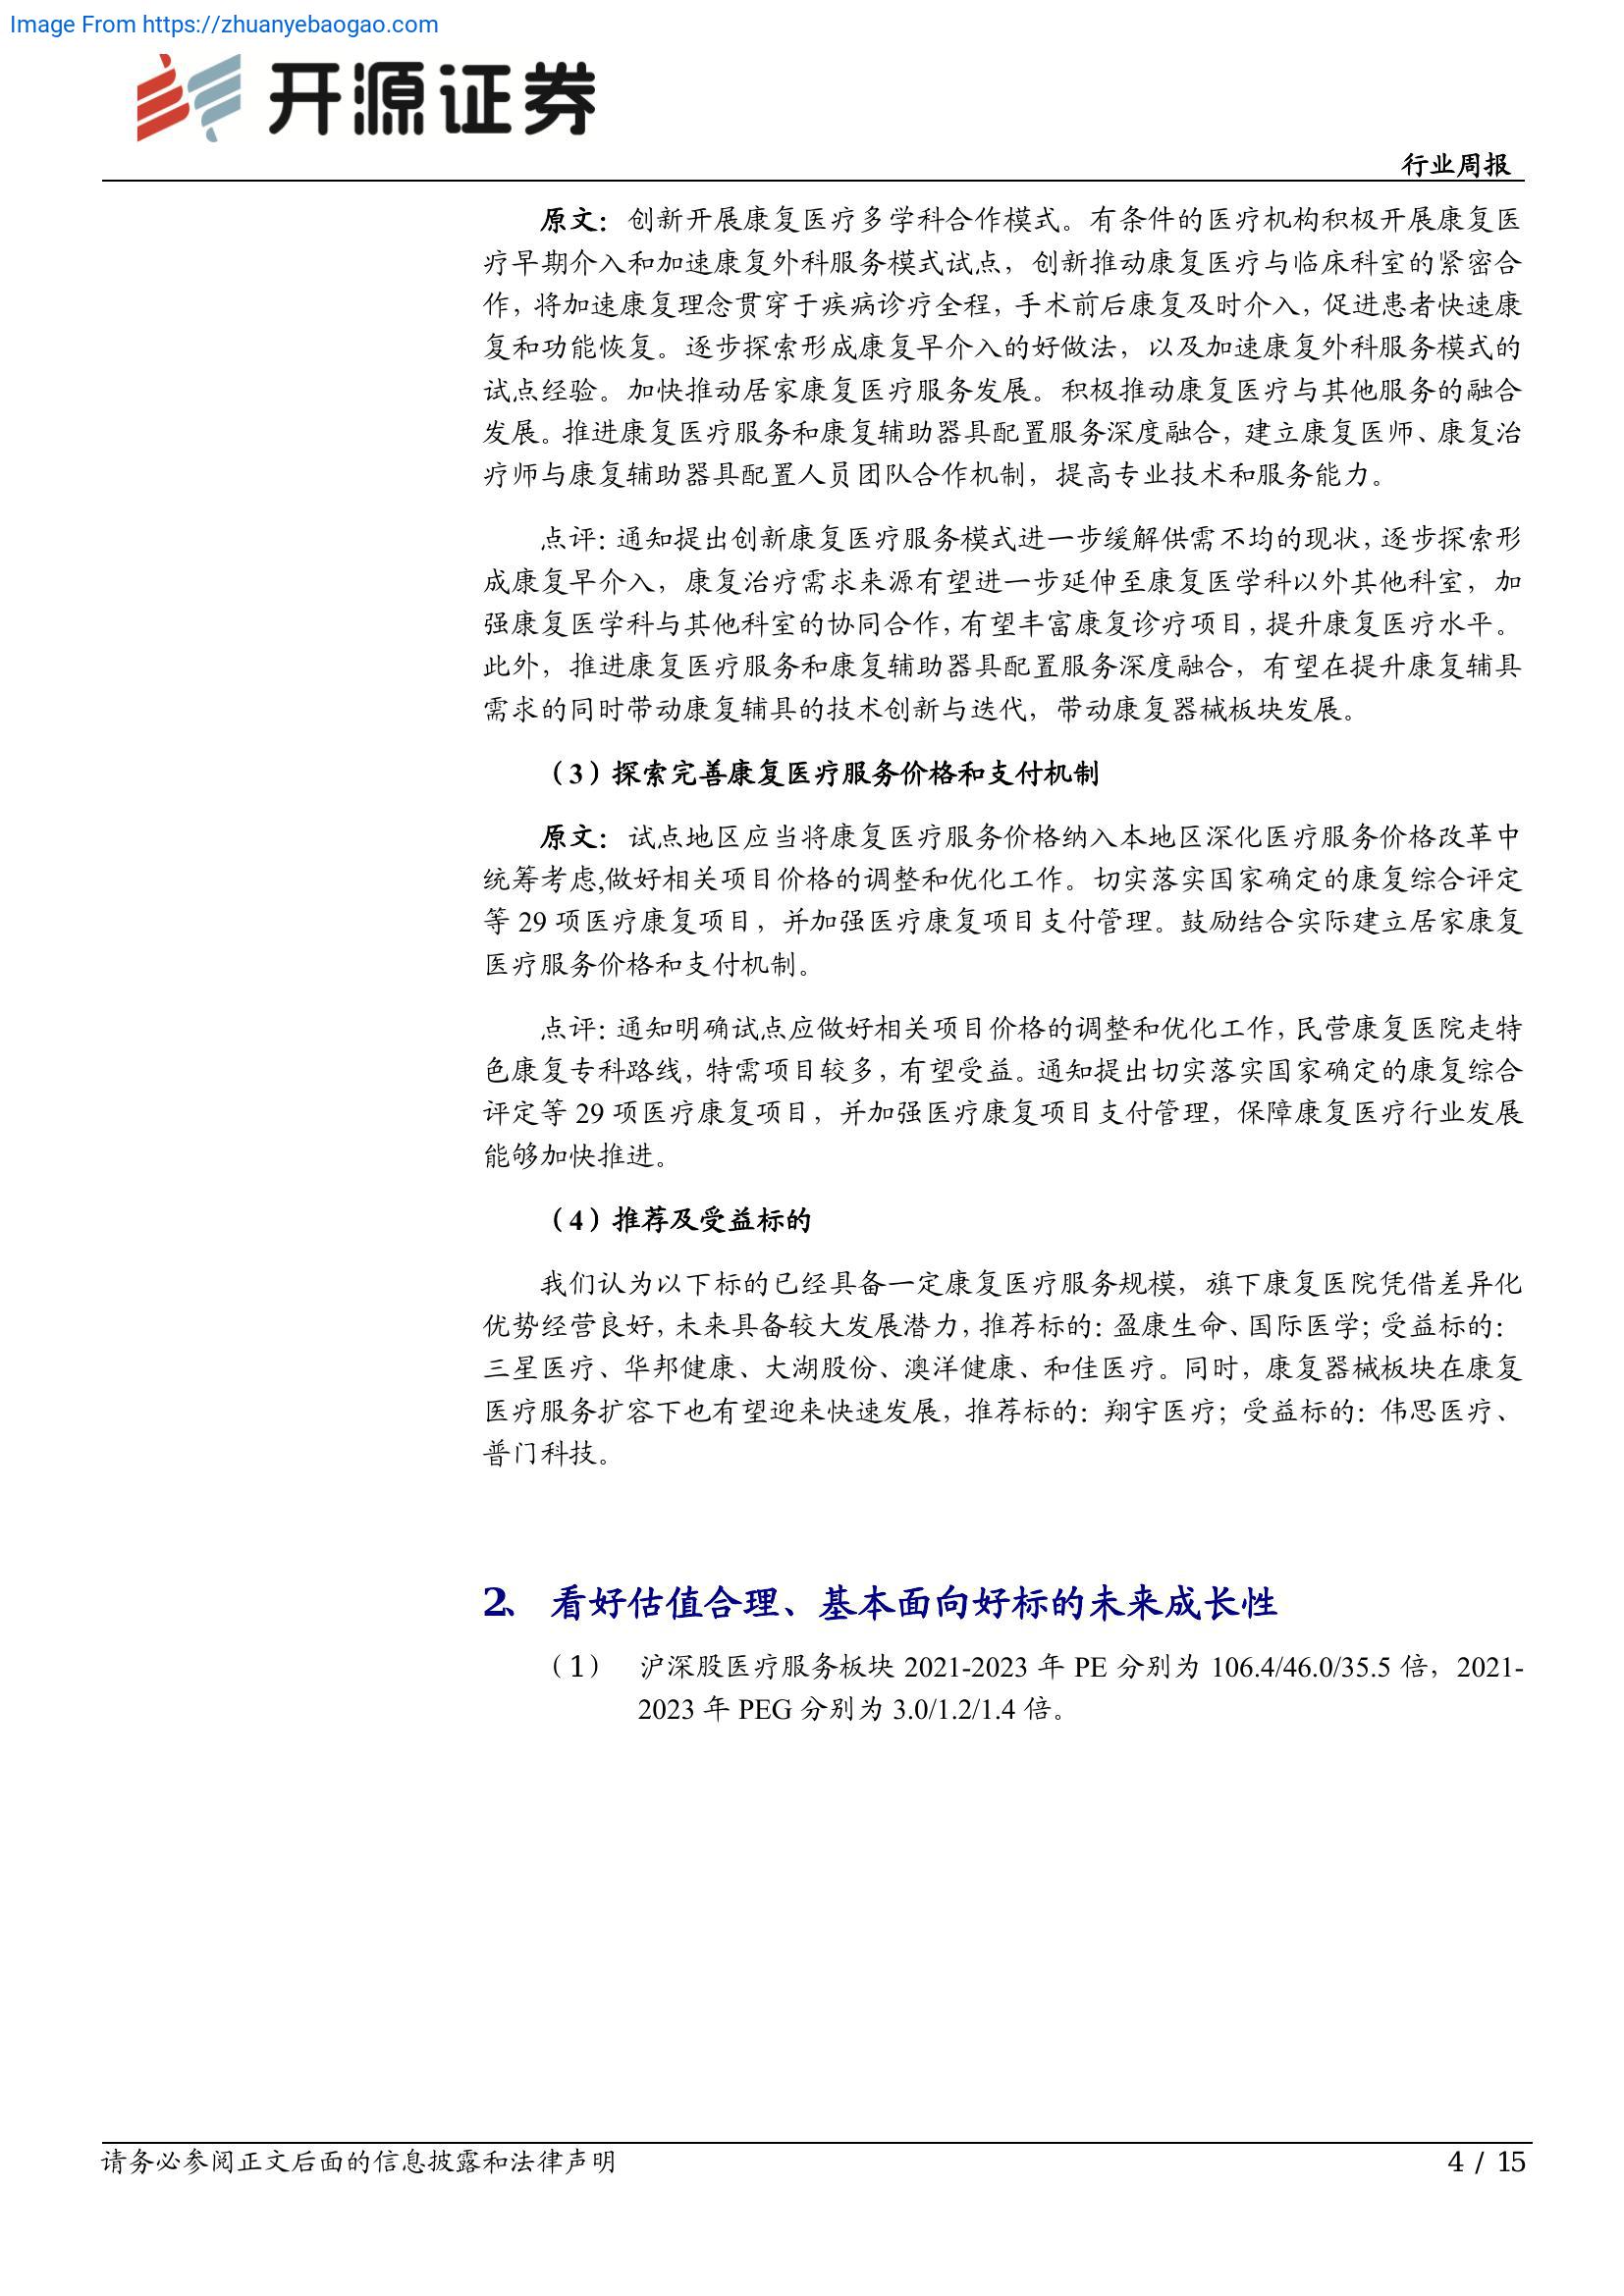 Image From https://zhuanyebaogao.com
开源证券
行业周报
原文：创新开展康复医疗多学科合作模式。有条件的医疗机构积极开展康复医
疗早期介入和加速康复外科服务模式试点，创新推动康复医疗与临床科室的紧密合
作，将加速康复理念贯穿于疾病诊疗全程，手术前后康复及时介入，促进患者快速康
复和功能恢复。逐步探索形成康复早介入的好做法，以及加速康复外科服务模式的
试点经验。加快推动居家康复医疗服务发展。积极推动康复医疗与其他服务的融合
发展。推进康复医疗服务和康复辅助器具配置服务深度融合，建立康复医师、康复治
疗师与康复辅助器具配置人员团队合作机制，提高专业技术和服务能力。
点评：通知提出创新康复医疗服务模式进一步缓解供需不均的现状，逐步探索形
成康复早介入，康复治疗需求来源有望进一步延伸至康复医学科以外其他科室，加
强康复医学科与其他科室的协同合作，有望丰富康复诊疗项目，提升康复医疗水平。
此外，推进康复医疗服务和康复辅助器具配置服务深度融合，有望在提升康复辅具
需求的同时带动康复辅具的技术创新与迭代，带动康复器械板块发展。
（3）探索完善康复医疗服务价格和支付机制
原文：试点地区应当将康复医疗服务价格纳入本地区深化医疗服务价格改革中
统筹考虑,做好相关项目价格的调整和优化工作。切实落实国家确定的康复综合评定
等 29 项医疗康复项目，并加强医疗康复项目支付管理。鼓励结合实际建立居家康复
医疗服务价格和支付机制。
点评：通知明确试点应做好相关项目价格的调整和优化工作，民营康复医院走特
色康复专科路线，特需项目较多，有望受益。通知提出切实落实国家确定的康复综合
评定等 29 项医疗康复项目，并加强医疗康复项目支付管理，保障康复医疗行业发展
能够加快推进。
（4）推荐及受益标的
我们认为以下标的已经具备一定康复医疗服务规模，旗下康复医院凭借差异化
优势经营良好，未来具备较大发展潜力，推荐标的：盈康生命、国际医学；受益标的：
三星医疗、华邦健康、大湖股份、澳洋健康、和佳医疗。同时，康复器械板块在康复
医疗服务扩容下也有望迎来快速发展，推荐标的：翔宇医疗；受益标的：伟思医疗、
普门科技。
2、 看好估值合理、基本面向好标的未来成长性
（1） 沪深股医疗服务板块 2021-2023 年 PE 分别为 106.4/46.0/35.5 倍，2021-
2023 年 PEG 分别为 3.0/1.2/1.4 倍。
请务必参阅正文后面的信息披露和法律声明
4 / 15